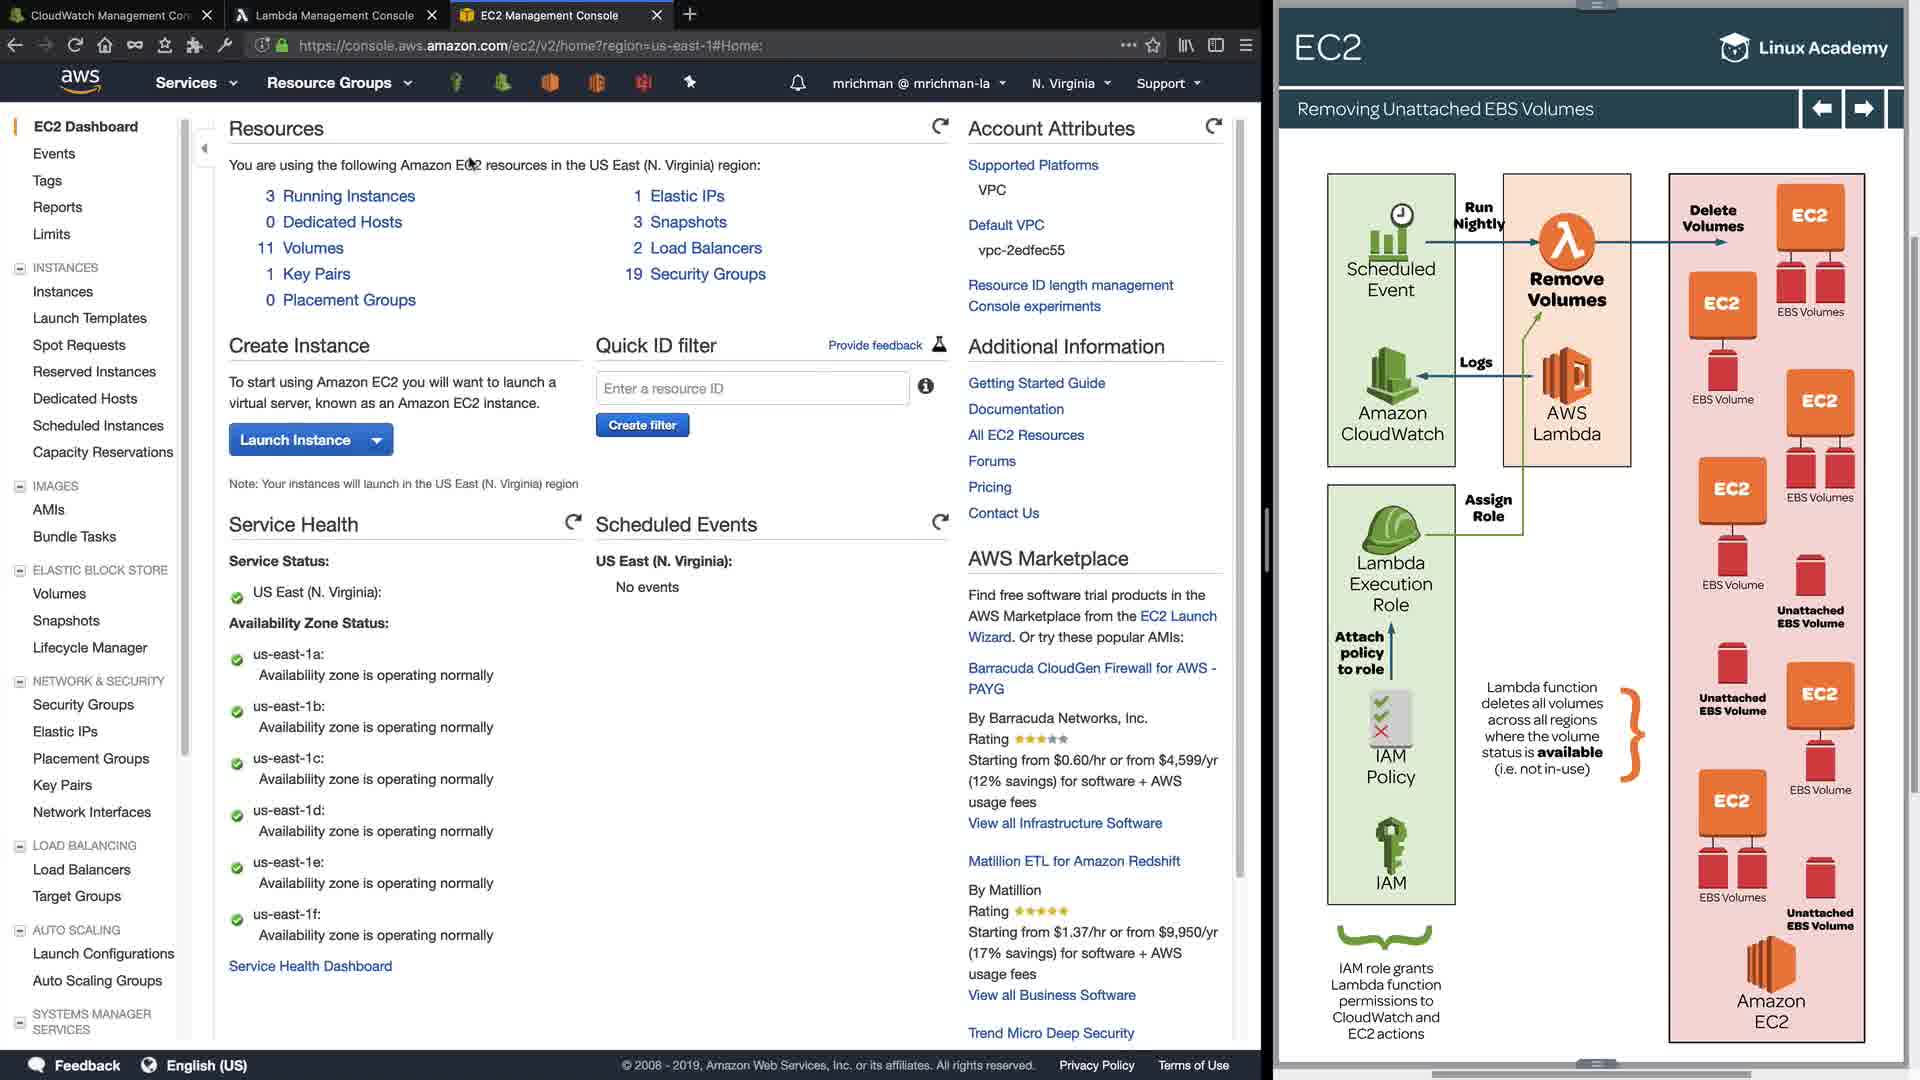 CloudWatch Management Con
Lambda Management Console
EC2 Management Console
https://console.aws.amazon.com/ec2/v2/home?region=us-east-1#Home:
aws
Services
Resource Groups
mrichman @ mrichman-la
N. Virginia
Support
EC2 Dashboard
Events
Tags
Reports
Limits
INSTANCES
Instances
Launch Templates
Spot Requests
Reserved Instances
Dedicated Hosts
Scheduled Instances
Capacity Reservations
IMAGES
AMIs
Bundle Tasks
ELASTIC BLOCK STORE
Volumes
Snapshots
Lifecycle Manager
NETWORK & SECURITY
Security Groups
Elastic IPs
Placement Groups
Key Pairs
Network Interfaces
LOAD BALANCING
Load Balancers
Target Groups
AUTO SCALING
Launch Configurations
Auto Scaling Groups
SYSTEMS MANAGER
SERVICES
Resources
You are using the following Amazon EC2 resources in the US East (N. Virginia) region:
3 Running Instances
0 Dedicated Hosts
11 Volumes
1 Key Pairs
0 Placement Groups
1 Elastic IPs
3 Snapshots
2 Load Balancers
19 Security Groups
Create Instance
To start using Amazon EC2 you will want to launch a
virtual server, known as an Amazon EC2 instance.
Launch Instance
Note: Your instances will launch in the US East (N. Virginia) region
Quick ID filter
Provide feedback
Enter a resource ID
Create filter
Service Health
Service Status:
US East (N. Virginia):
Availability Zone Status:
us-east-1a:
Availability zone is operating normally
us-east-1b:
Availability zone is operating normally
us-east-1c:
Availability zone is operating normally
us-east-1d:
Availability zone is operating normally
us-east-1e:
Availability zone is operating normally
us-east-1f:
Availability zone is operating normally
Service Health Dashboard
Scheduled Events
US East (N. Virginia):
No events
Account Attributes
Supported Platforms
VPC
Default VPC
vpc-2edfec55
Resource ID length management
Console experiments
Additional Information
Getting Started Guide
Documentation
All EC2 Resources
Forums
Pricing
Contact Us
AWS Marketplace
Find free software trial products in the
AWS Marketplace from the EC2 Launch
Wizard. Or try these popular AMIs:
Barracuda CloudGen Firewall for AWS -
PAYG
By Barracuda Networks, Inc.
Rating
Starting from $0.60/hr or from $4,599/yr
(12% savings) for software + AWS
usage fees
View all Infrastructure Software
Matillion ETL for Amazon Redshift
By Matillion
Rating
Starting from $1.37/hr or from $9,950/yr
(17% savings) for software + AWS
usage fees
View all Business Software
Trend Micro Deep Security
Feedback
English (US)
© 2008 - 2019, Amazon Web Services, Inc. or its affiliates. All rights reserved.
Privacy Policy
Terms of Use
EC2
Linux Academy
Removing Unattached EBS Volumes
Scheduled
Event
Run
Nightly
Remove
Volumes
Delete
Volumes
Amazon
CloudWatch
Logs
AWS
Lambda
Assign
Role
Lambda
Execution
Role
Attach
policy
to role
IAM
Policy
IAM
IAM role grants
Lambda function
permissions to
CloudWatch and
EC2 actions
Lambda function
deletes all volumes
across all regions
where the volume
status is available
(i.e. not in-use)
EC2
EBS Volumes
EC2
EBS Volume
EC2
EBS Volumes
EC2
EBS Volume
Unattached
EBS Volume
Unattached
EBS Volume
EC2
EBS Volume
EC2
EBS Volumes
Unattached
EBS Volume
Amazon
EC2